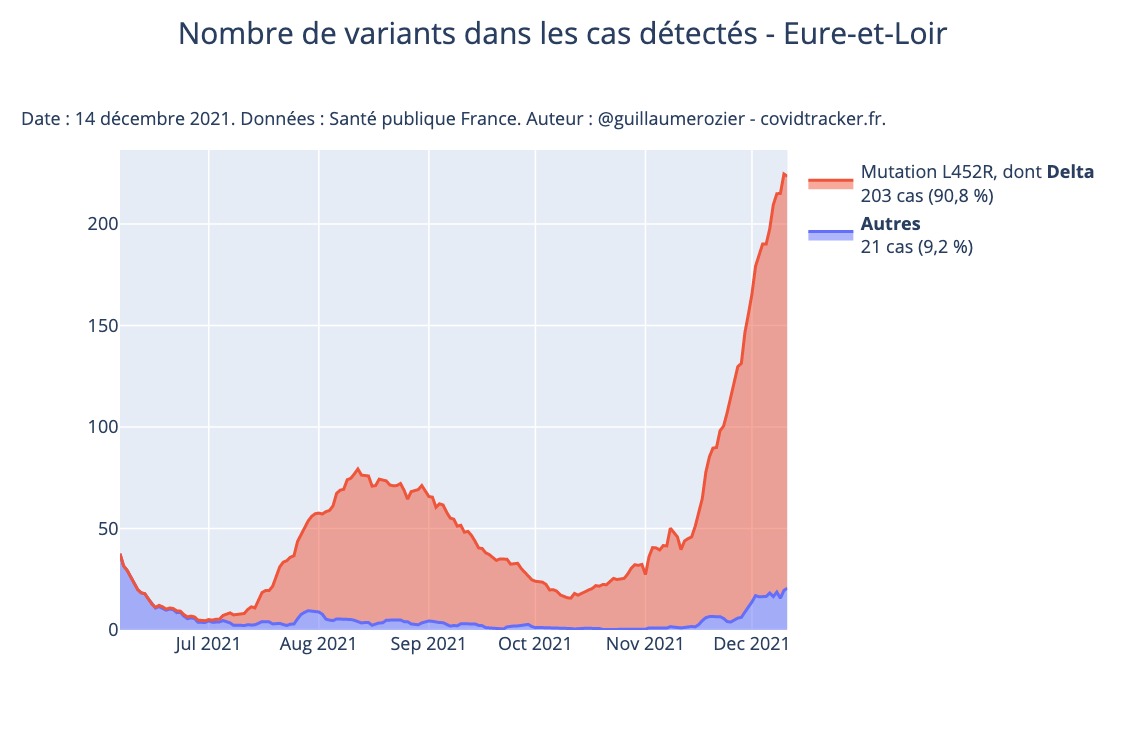 Nombre de variants dans les cas détectés - Eure-et-Loir
Date : 14 décembre 2021. Données : Santé publique France. Auteur : @guillaumerozier - covidtracker.fr.
Mutation L452R, dont Delta
203 cas (90,8 %)
Autres
21 cas (9,2 %)
200
150
100
50
0
Jul 2021 Aug 2021 Sep 2021 Oct 2021 Nov 2021 Dec 2021